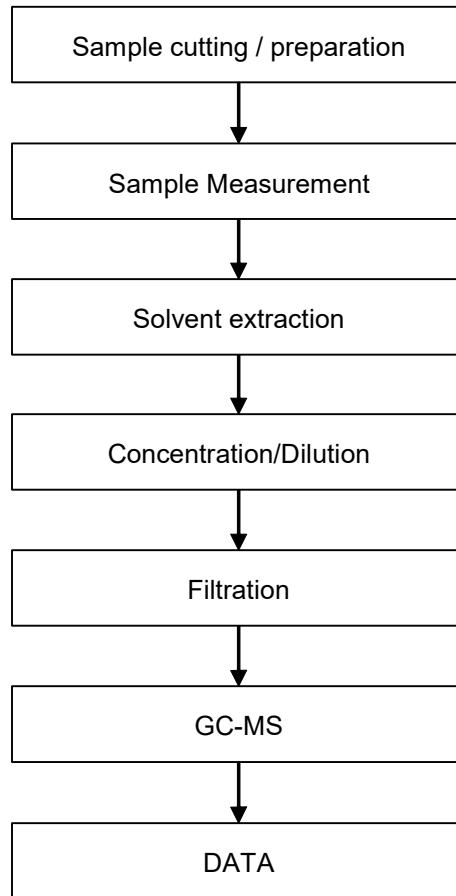 Sample cutting / preparation
Sample Measurement
Solvent extraction
Concentration/Dilution
Filtration
GC-MS
DATA